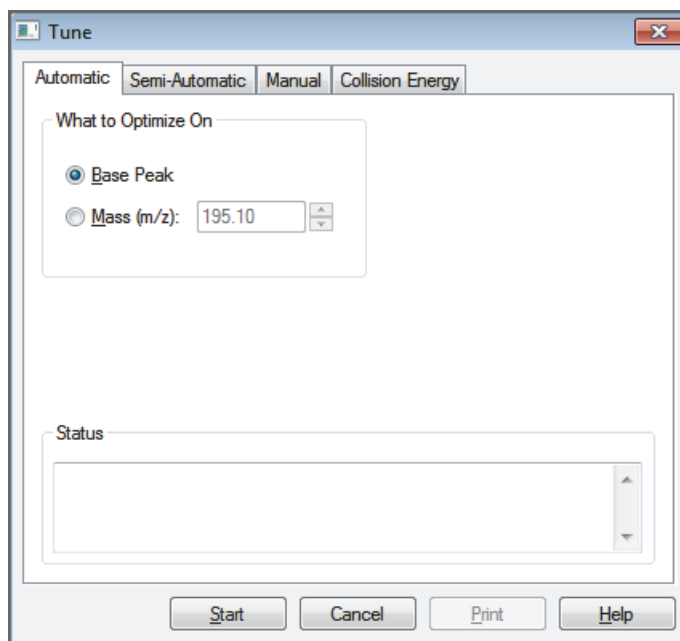 Tune
Automatic Semi-Automatic Manual Collision Energy
What to Optimize On
Base Peak
Mass (m/z): 195.10
Status
Start Cancel Print Help